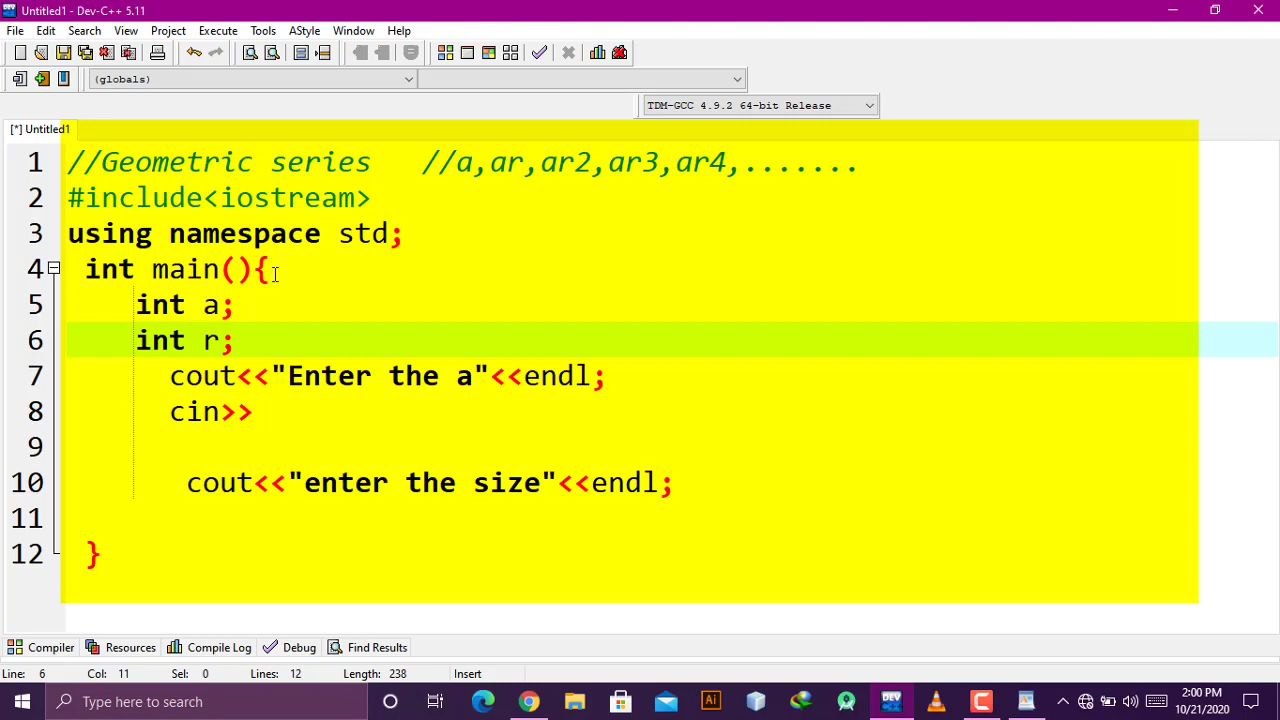 Untitled1 - Dev-C++ 5.11
File Edit Search View Project Execute Tools AStyle Window Help
(globals)
TDM-GCC 4.9.2 64-bit Release
[*] Untitled1
1 //Geometric series //a,ar,ar2,ar3,ar4,.......
2 #include<iostream>
3 using namespace std;
4 int main(){
5 int a;
6 int r;
7 cout<<"Enter the a"<<endl;
8 cin>>
9
10 cout<<"enter the size"<<endl;
11
12 }
Compiler Resources Compile Log Debug Find Results
Line: 6 Col: 11 Sel: 0 Lines: 12 Length: 238 Insert
Type here to search
Ai
DEV
2:00 PM
10/21/2020